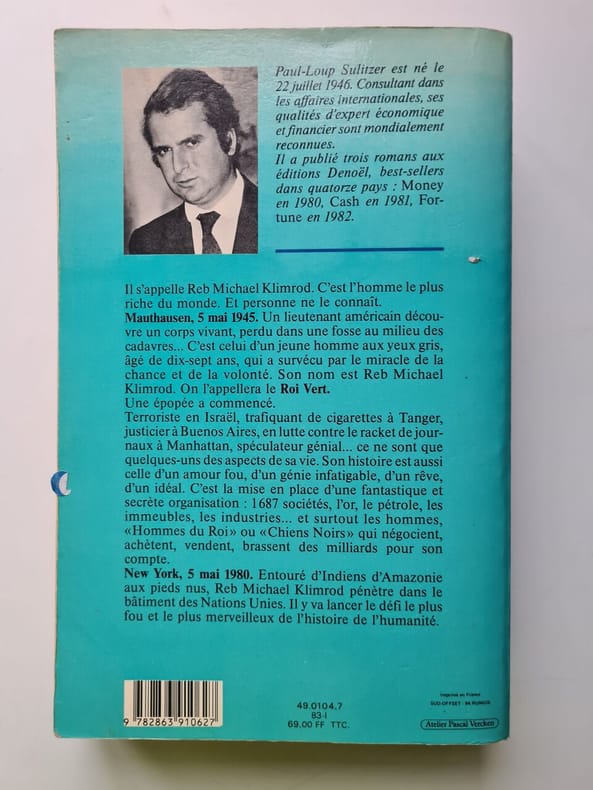 Paul-Loup Sulitzer est né le
22 juillet 1946. Consultant dans
les affaires internationales, ses
qualités d'expert économique
et financier sont mondialement
reconnues.
Il a publié trois romans aux
éditions Denoël, best-sellers
dans quatorze pays : Money
en 1980, Cash en 1981, For-
tune en 1982.
Il s'appelle Reb Michael Klimrod. C'est l'homme le plus
riche du monde. Et personne ne le connaît.
Mauthausen, 5 mai 1945. Un lieutenant américain décou-
vre un corps vivant, perdu dans une fosse au milieu des
cadavres... C'est celui d'un jeune homme aux yeux gris,
âgé de dix-sept ans, qui a survécu par le miracle de la
chance et de la volonté. Son nom est Reb Michael
Klimrod. On l'appellera le Roi Vert.
Une épopée a commencé.
Terroriste en Israël, trafiquant de cigarettes à Tanger,
justicier à Buenos Aires, en lutte contre le racket de jour-
naux à Manhattan, spéculateur génial... ce ne sont que
quelques-uns des aspects de sa vie. Son histoire est aussi
celle d'un amour fou, d'un génie infatigable, d'un rêve,
d'un idéal. C'est la mise en place d'une fantastique et
secrète organisation : 1687 sociétés, l'or, le pétrole, les
immeubles, les industries... et surtout les hommes,
«Hommes du Roi» ou «Chiens Noirs» qui négocient,
achètent, vendent, brassent des milliards pour son
compte.
New York, 5 mai 1980. Entouré d'Indiens d'Amazonie
aux pieds nus, Reb Michael Klimrod pénètre dans le
bâtiment des Nations Unies. Il y va lancer le défi le plus
fou et le plus merveilleux de l'histoire de l'humanité.
9 782863 910627
49.0104.7
83-I
69.00 FF TTC.
Imprimé en France
SUD-OFFSET - 94 RUNGIS
Atelier Pascal Vercken